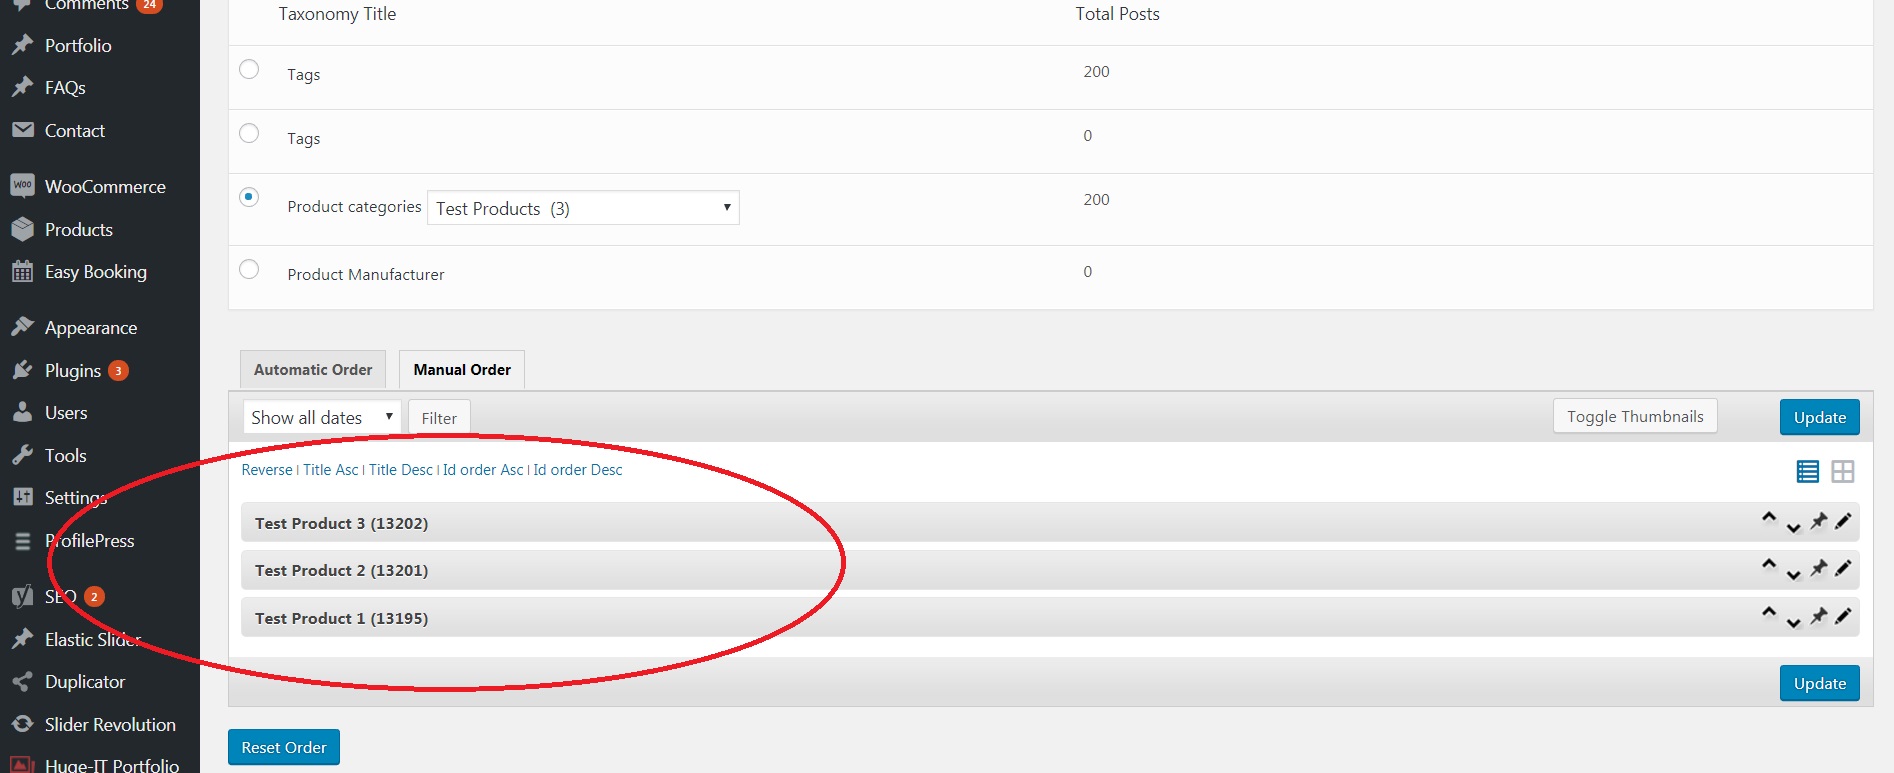 Comments 24
Portfolio
FAQs
Contact
WooCommerce
Products
Easy Booking
Appearance
Plugins 3
Users
Tools
Settings
ProfilePress
SEO 2
Elastic Slider
Duplicator
Slider Revolution
Huge-IT Portfolio
Taxonomy Title Total Posts
Tags 200
Tags 0
Product categories Test Products (3) 200
Product Manufacturer 0
Automatic Order Manual Order
Show all dates Filter Toggle Thumbnails Update
Reverse | Title Asc | Title Desc | Id order Asc | Id order Desc
Test Product 3 (13202)
Test Product 2 (13201)
Test Product 1 (13195)
Update
Reset Order